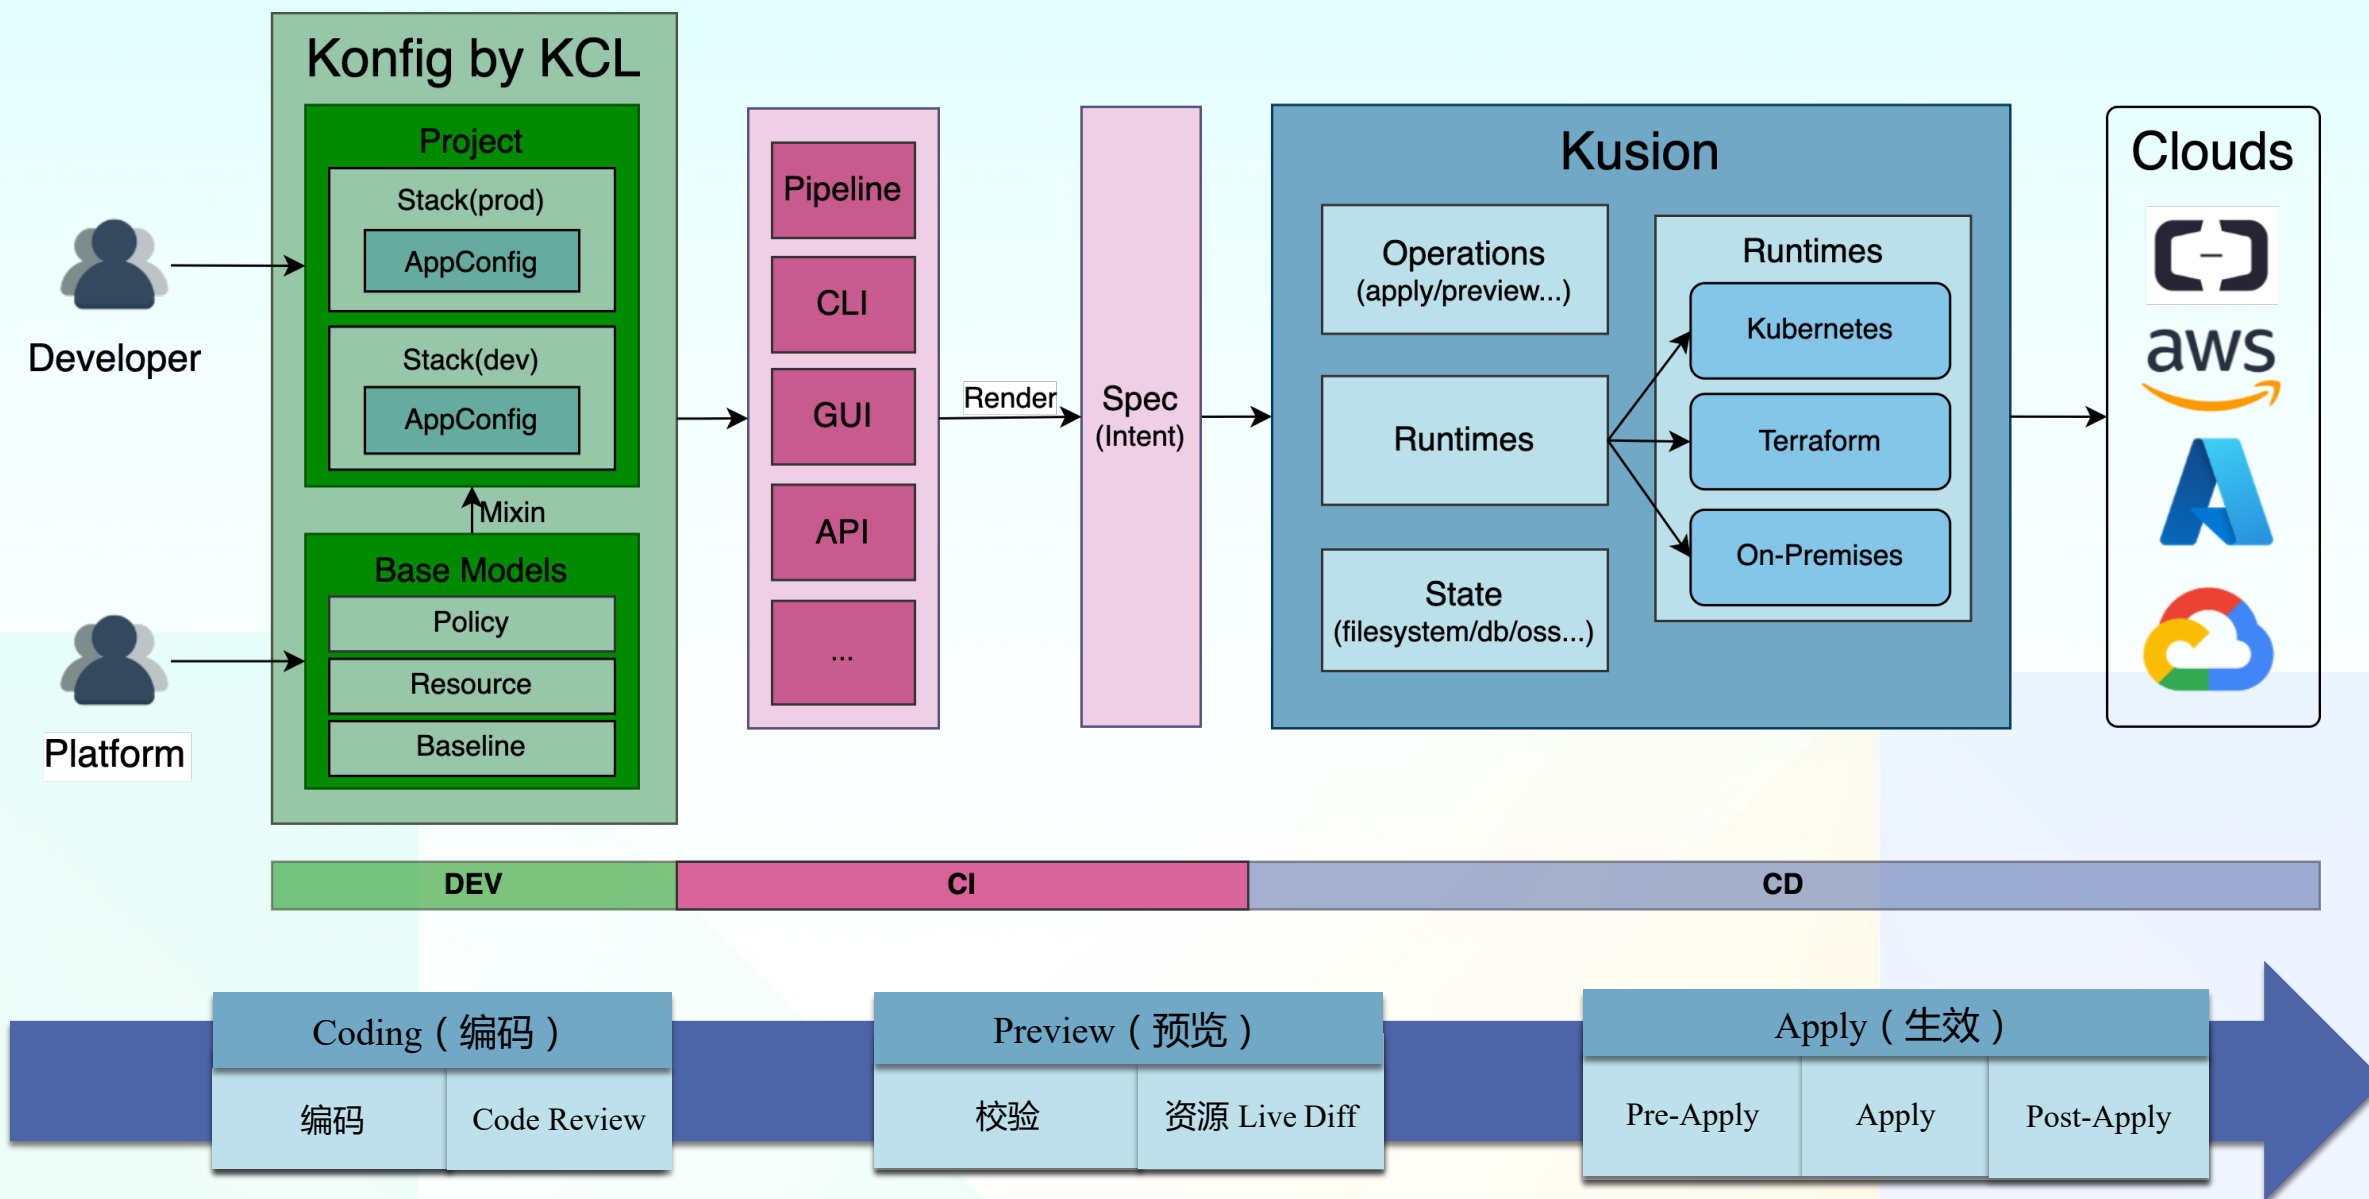 Konfig by KCL
Project
Stack(prod)
AppConfig
Stack(dev)
AppConfig
Mixin
Base Models
Policy
Resource
Baseline
Developer
Platform
Pipeline
CLI
GUI
API
...
Render
Spec
(Intent)
Kusion
Operations
(apply/preview...)
Runtimes
State
(filesystem/db/oss...)
Runtimes
Kubernetes
Terraform
On-Premises
Clouds
aws
DEV
CI
CD
Coding（编码）
编码
Code Review
Preview（预览）
校验
资源 Live Diff
Apply（生效）
Pre-Apply
Apply
Post-Apply